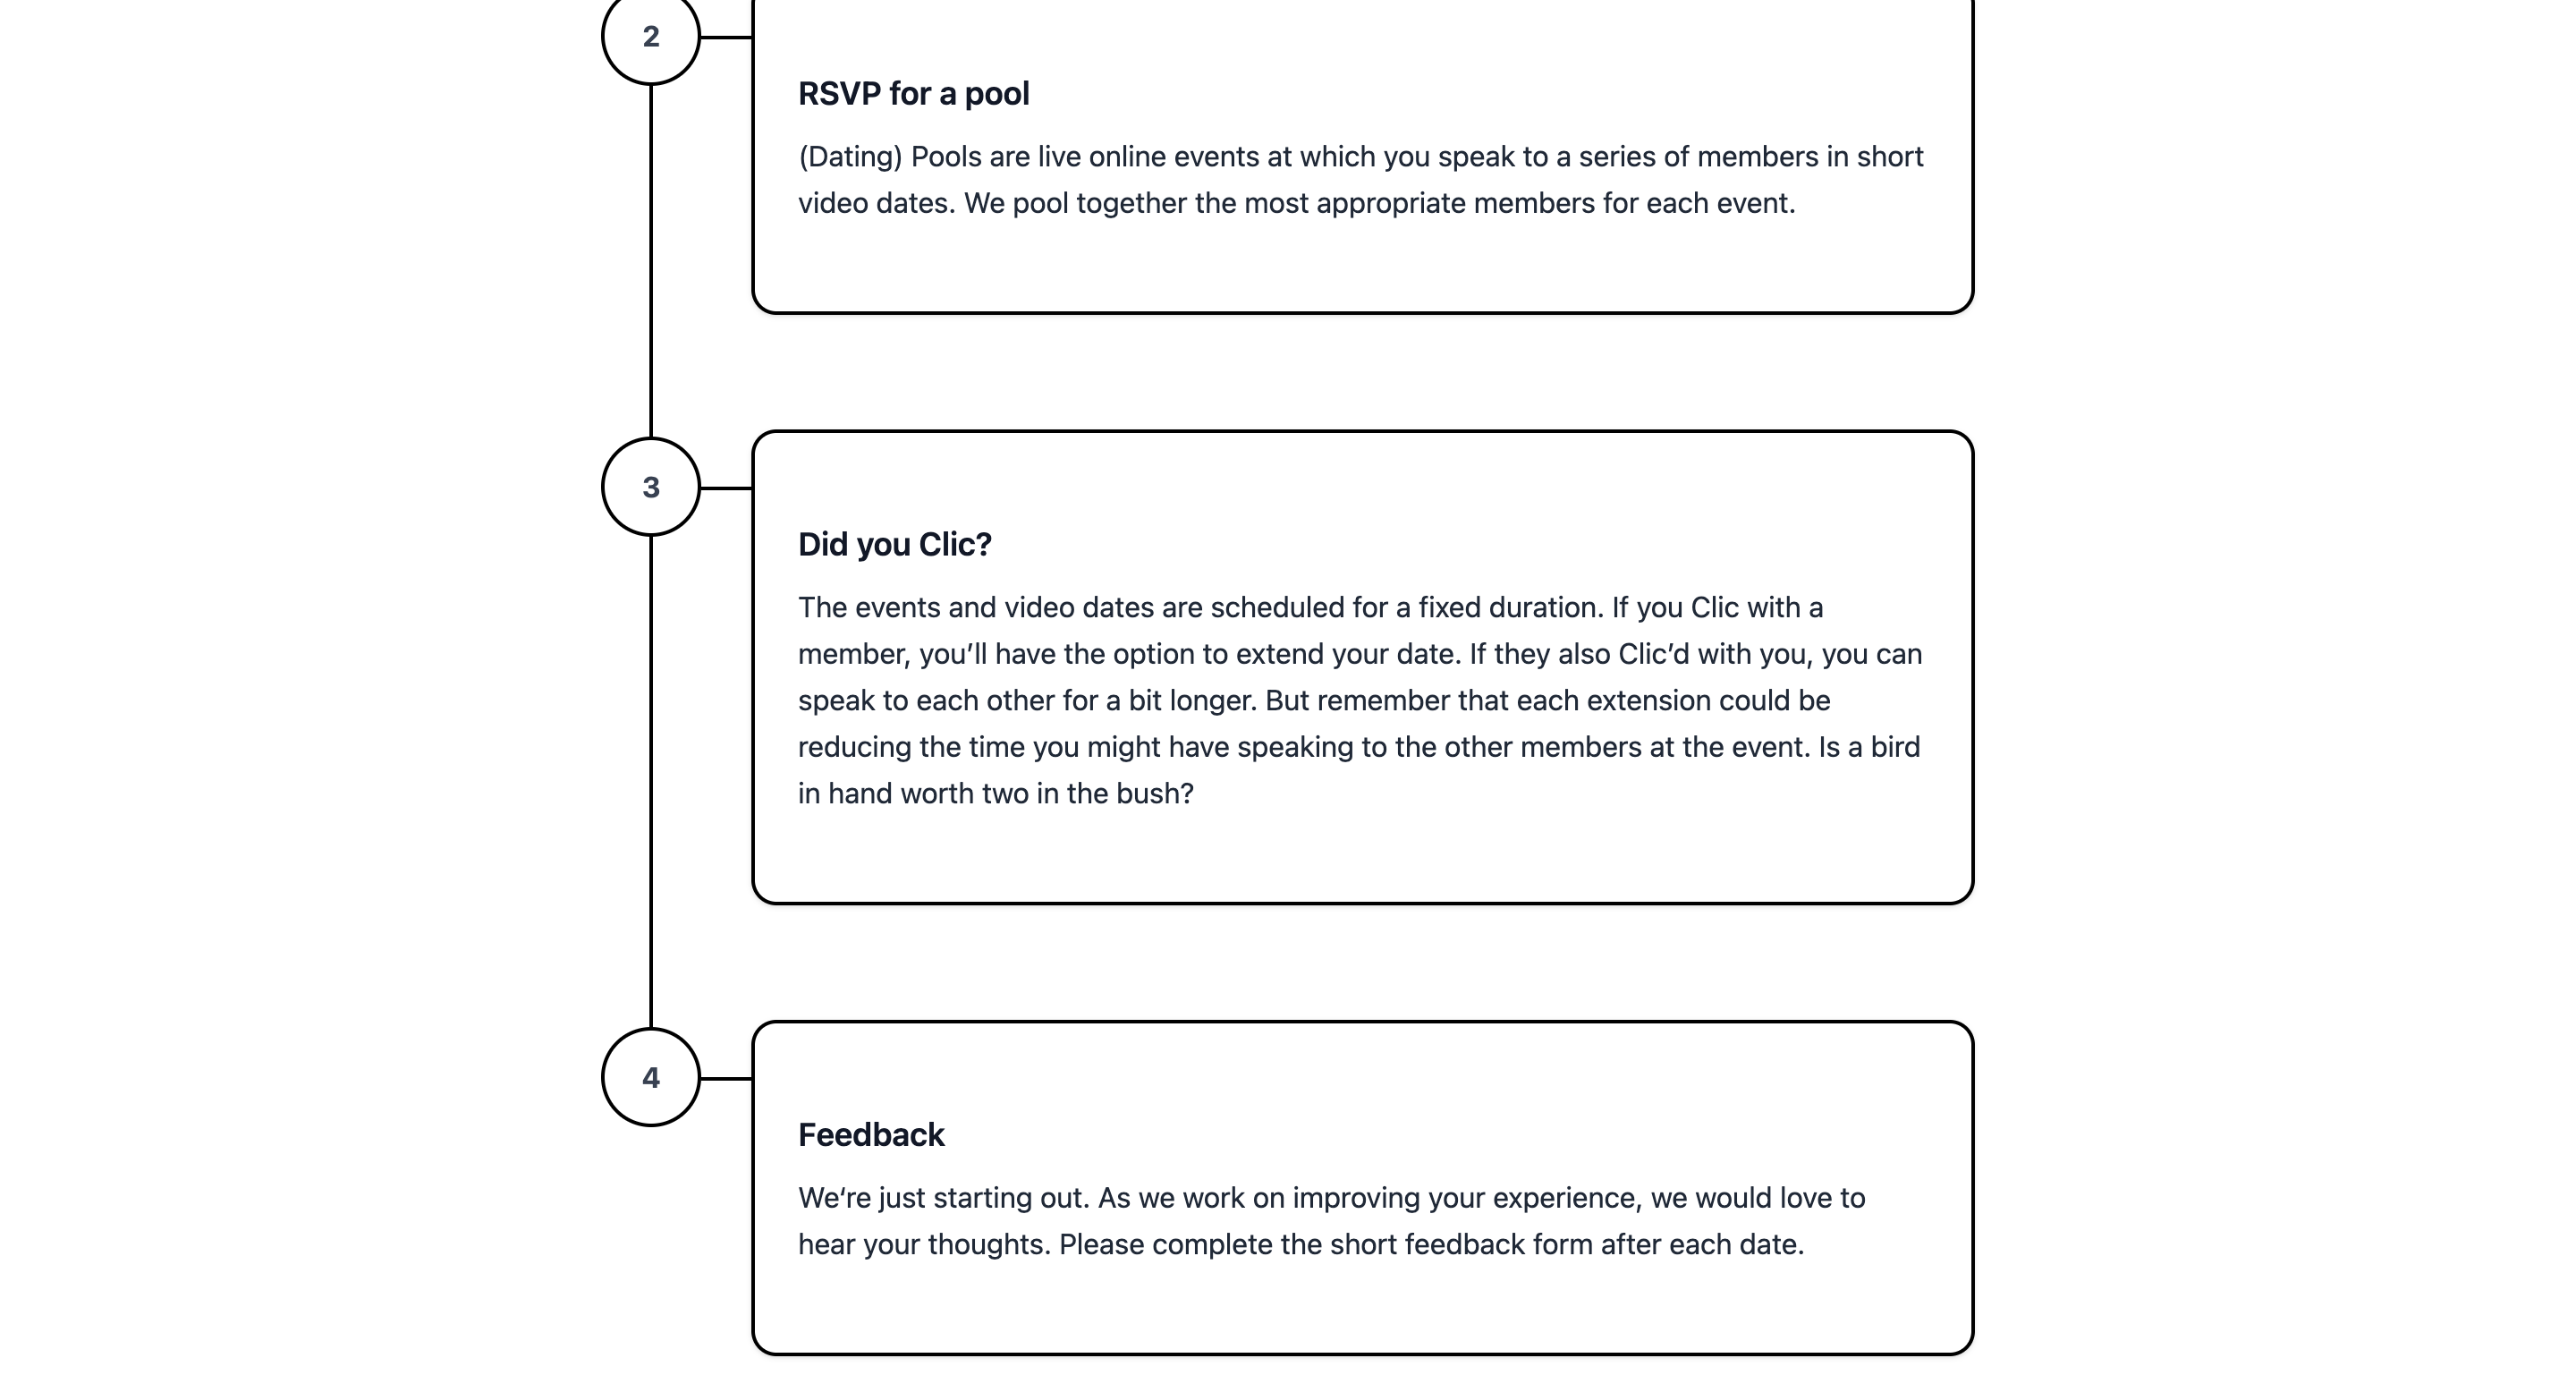 2
RSVP for a pool
(Dating) Pools are live online events at which you speak to a series of members in short
video dates. We pool together the most appropriate members for each event.
3
Did you Clic?
The events and video dates are scheduled for a fixed duration. If you Clic with a
member, you’ll have the option to extend your date. If they also Clic’d with you, you can
speak to each other for a bit longer. But remember that each extension could be
reducing the time you might have speaking to the other members at the event. Is a bird
in hand worth two in the bush?
4
Feedback
We‘re just starting out. As we work on improving your experience, we would love to
hear your thoughts. Please complete the short feedback form after each date.